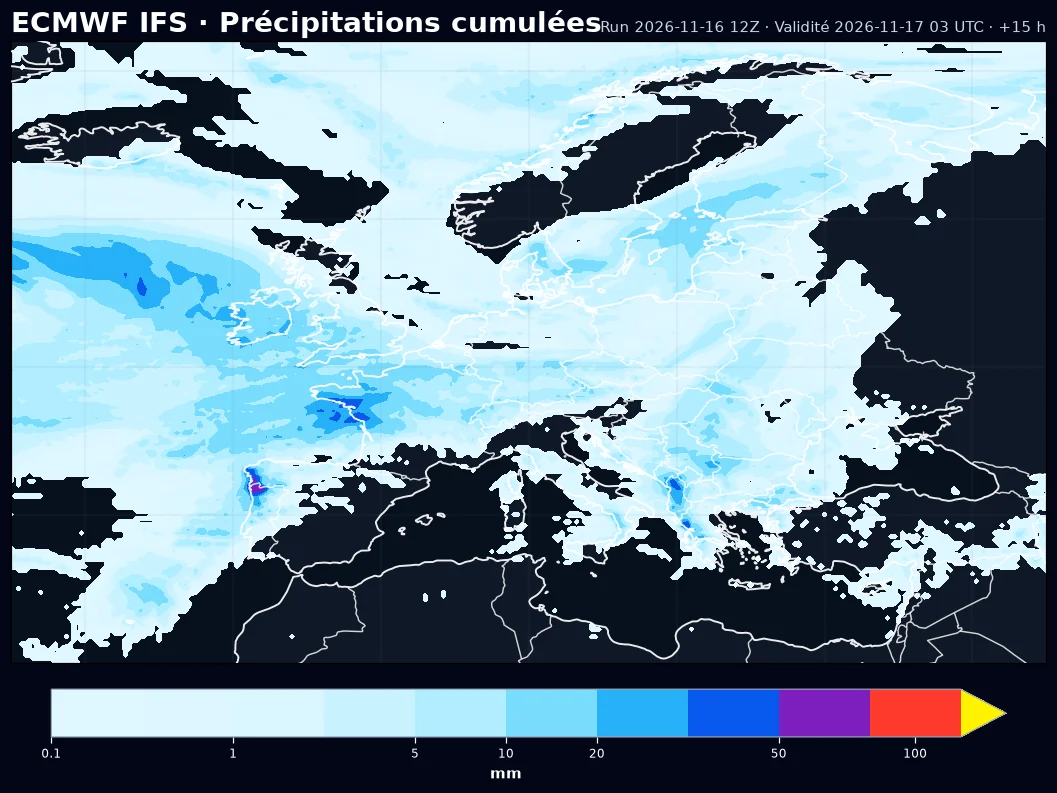 ECMWF IFS · Précipitations cumulées
Run 2026-11-16 12Z · Validité 2026-11-17 03 UTC · +15 h
0.1 1 5 10 20 50 100
mm